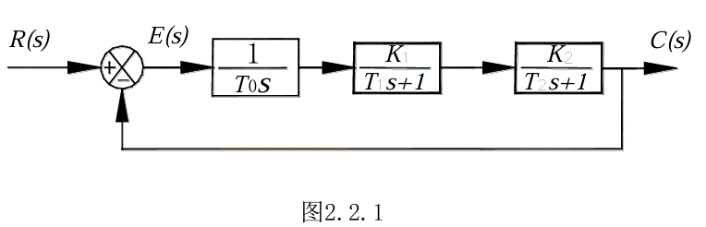 R(s) E(s) 1 K1 K2 C(s)
+ − T0s T1s+1 T2s+1
图2.2.1